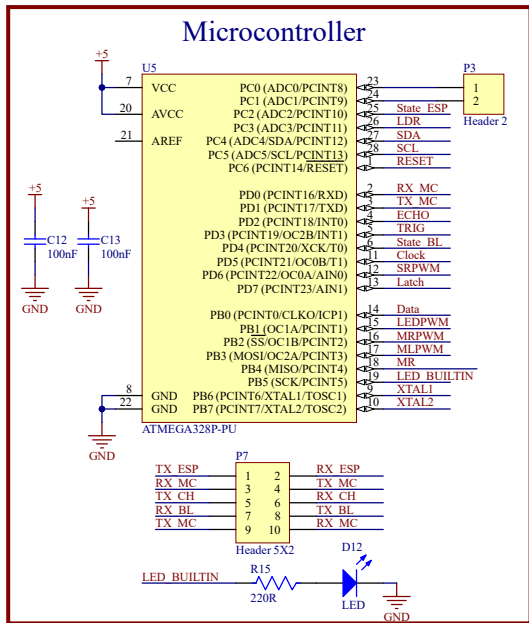 Microcontroller
+5
U5
P3
7 VCC PC0 (ADC0/PCINT8) 23 1
PC1 (ADC1/PCINT9) 24 2
20 AVCC PC2 (ADC2/PCINT10) 25 State_ESP
Header 2
PC3 (ADC3/PCINT11) 26 LDR
21 AREF PC4 (ADC4/SDA/PCINT12) 27 SDA
PC5 (ADC5/SCL/PCINT13) 28 SCL
PC6 (PCINT14/RESET) 1 RESET
PD0 (PCINT16/RXD) 2 RX_MC
PD1 (PCINT17/TXD) 3 TX_MC
PD2 (PCINT18/INT0) 4 ECHO
PD3 (PCINT19/OC2B/INT1) 5 TRIG
PD4 (PCINT20/XCK/T0) 6 State_BL
PD5 (PCINT21/OC0B/T1) 11 Clock
PD6 (PCINT22/OC0A/AIN0) 12 SRPWM
PD7 (PCINT23/AIN1) 13 Latch
+5 +5
C12 C13
100nF 100nF
GND GND
PB0 (PCINT0/CLKO/ICP1) 14 Data
PB1 (OC1A/PCINT1) 15 LEDPWM
PB2 (SS/OC1B/PCINT2) 16 MRPWM
PB3 (MOSI/OC2A/PCINT3) 17 MLPWM
PB4 (MISO/PCINT4) 18 MR
PB5 (SCK/PCINT5) 19 LED_BUILTIN
8 GND PB6 (PCINT6/XTAL1/TOSC1) 9 XTAL1
22 GND PB7 (PCINT7/XTAL2/TOSC2) 10 XTAL2
ATMEGA328P-PU
GND
P7
TX_ESP 1 2 RX_ESP
RX_MC 3 4 TX_MC
TX_CH 5 6 RX_CH
RX_BL 7 8 TX_BL
TX_MC 9 10 RX_MC
Header 5X2
D12
LED_BUILTIN R15
220R LED
GND